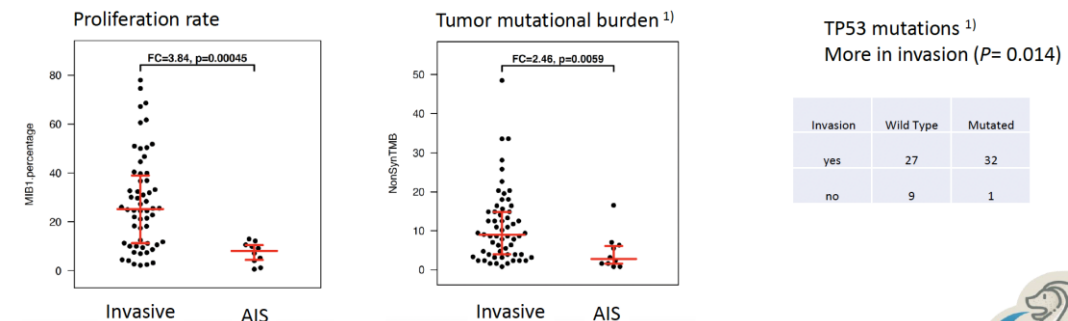 Proliferation rate
FC=3.84, p=0.00045
80
60
40
20
0
MIB1.percentage
Invasive
AIS
Tumor mutational burden 1)
FC=2.46, p=0.0059
50
40
30
20
10
0
NonSynTMB
Invasive
AIS
TP53 mutations 1)
More in invasion (P= 0.014)
Invasion Wild Type Mutated
yes 27 32
no 9 1